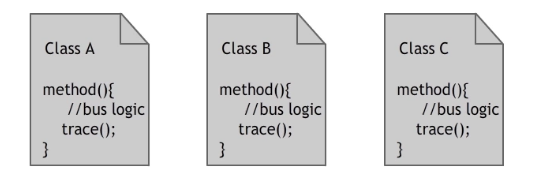 Class A
method(){
//bus logic
trace();
}
Class B
method(){
//bus logic
trace();
}
Class C
method(){
//bus logic
trace();
}